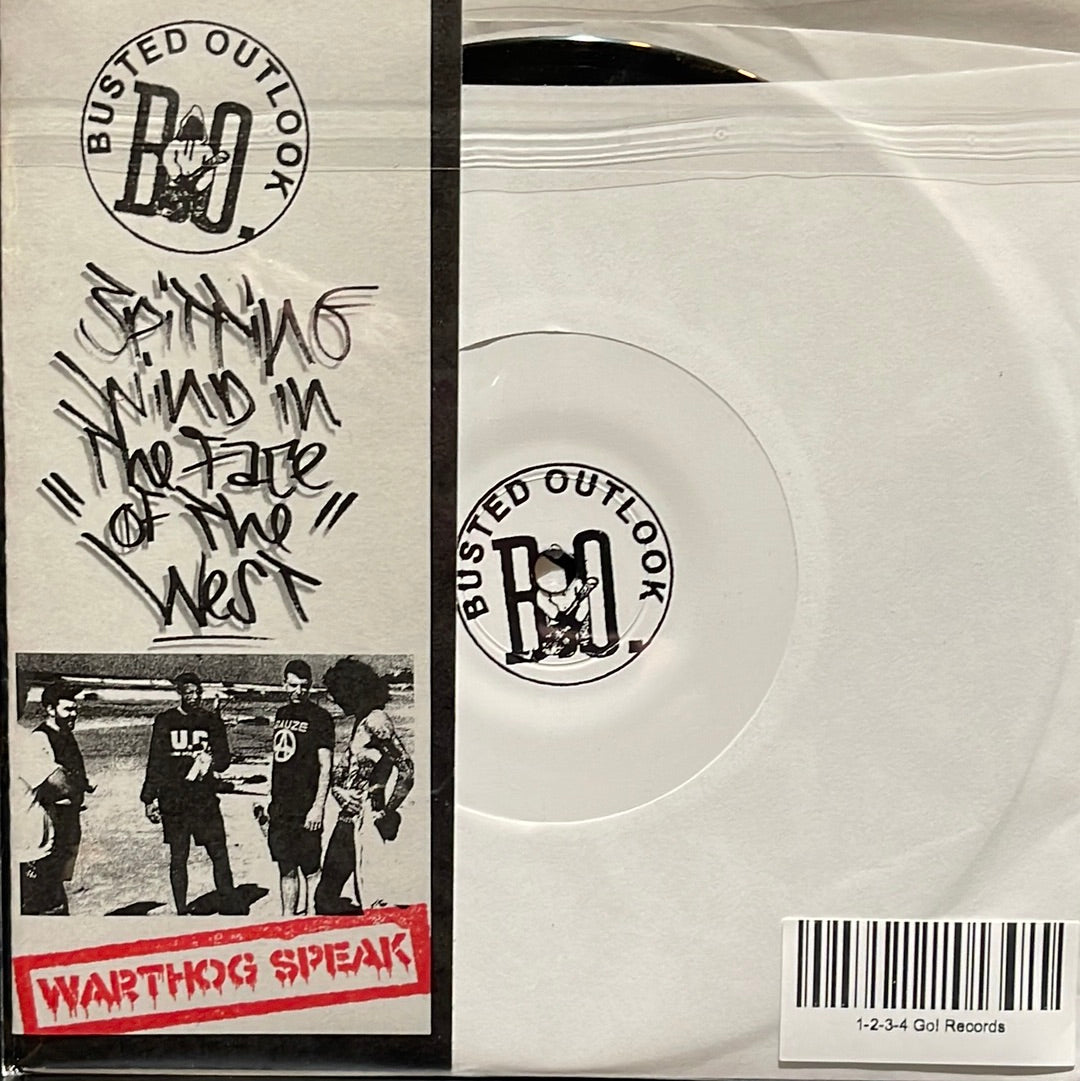 BUSTED OUTLOOK
B.O.
SPiTTiNG
WiND iN
The Face
"of The"
WesT
U.C.
GAUZE
WARTHOG SPEAK
BUSTED OUTLOOK
B.O.
1-2-3-4 Go! Records